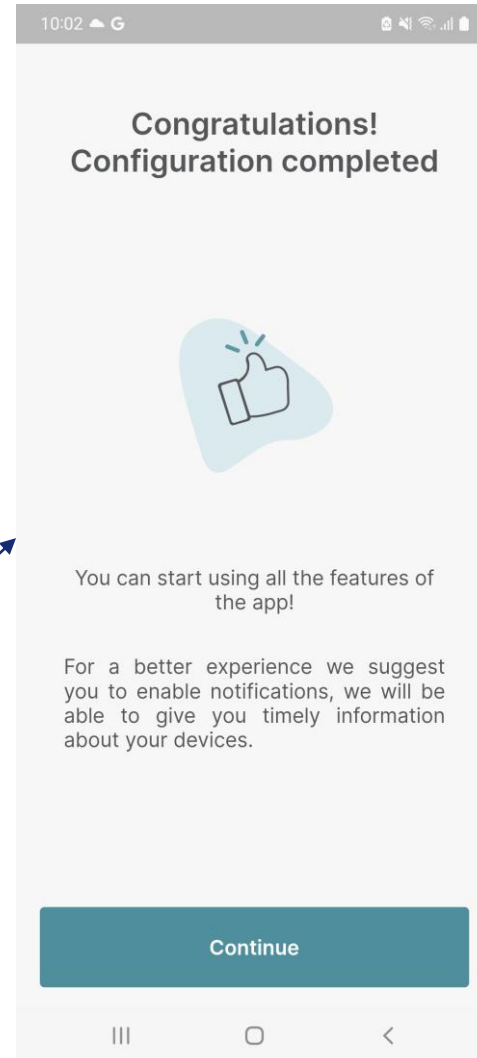 10:02 G
Congratulations!
Configuration completed
You can start using all the features of
the app!
For a better experience we suggest
you to enable notifications, we will be
able to give you timely information
about your devices.
Continue